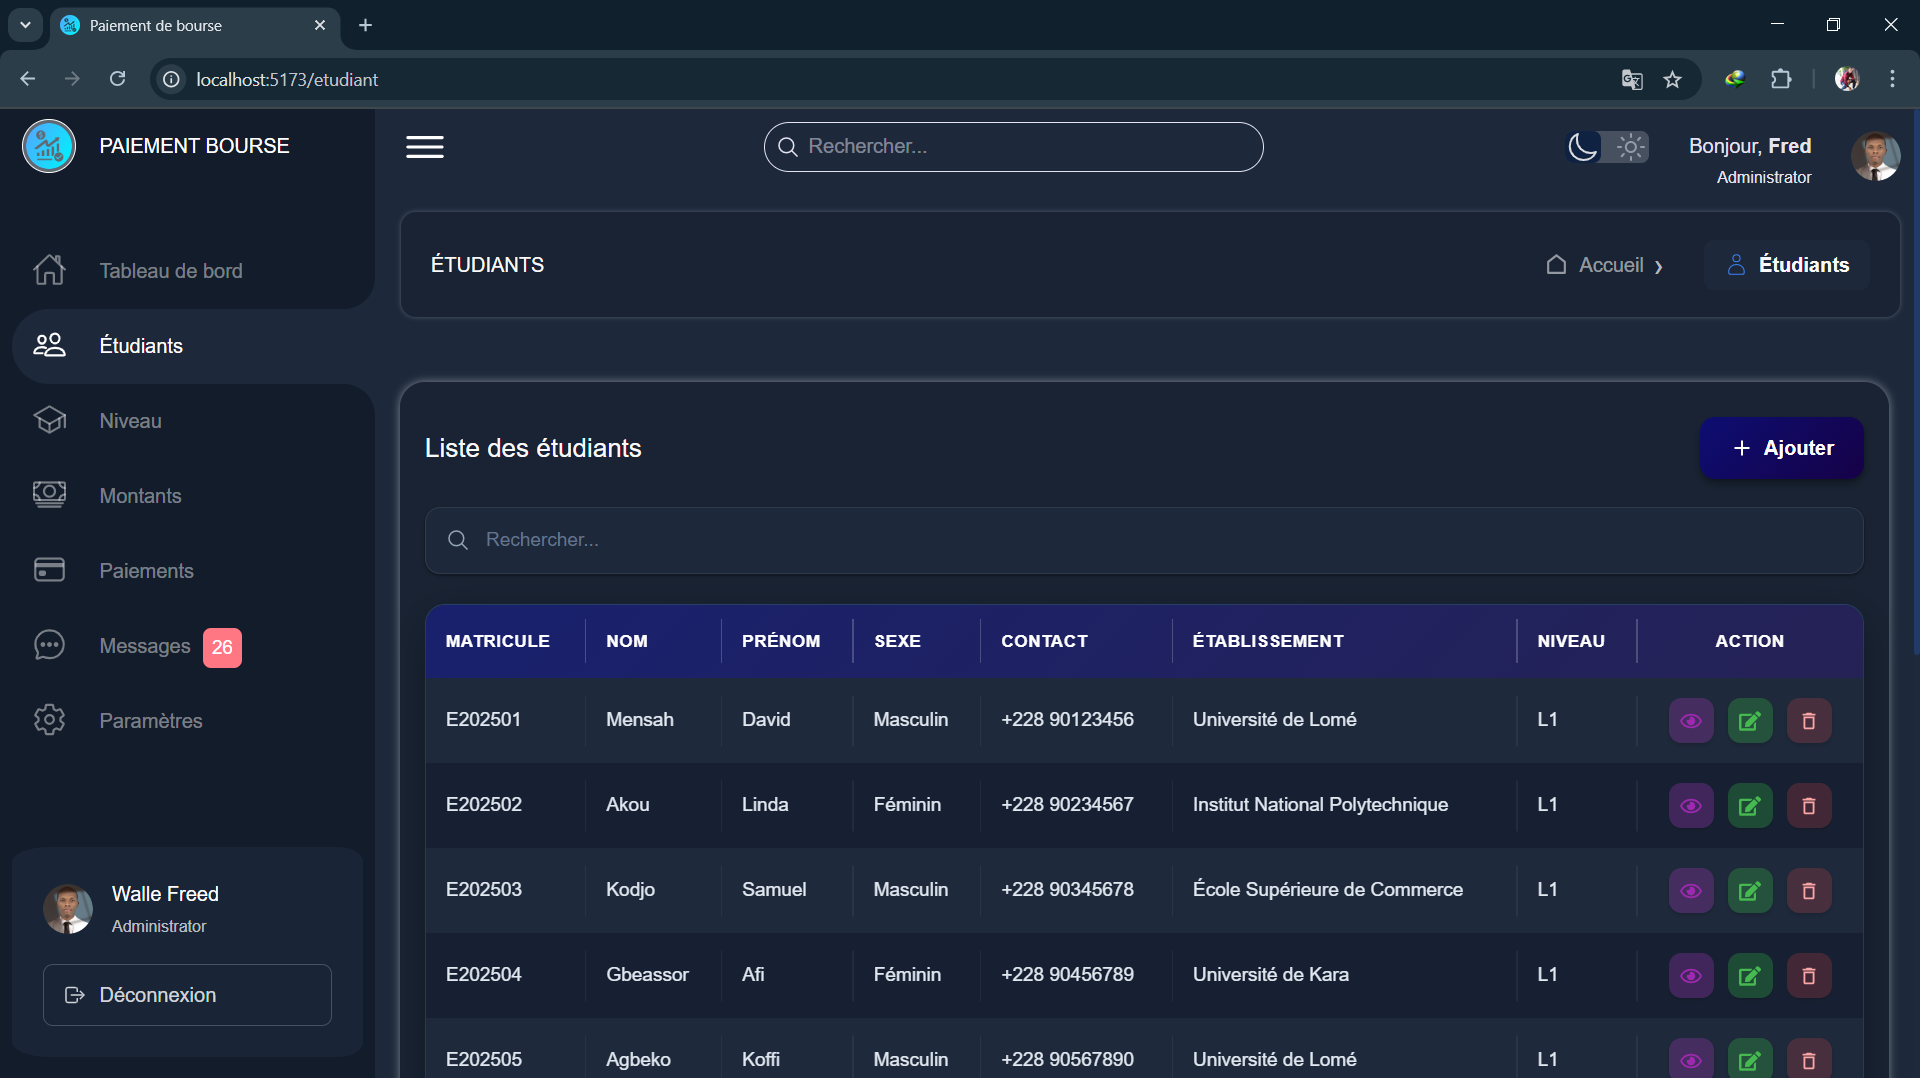 Paiement de bourse
localhost:5173/etudiant
PAIEMENT BOURSE
Rechercher...
Bonjour, Fred
Administrator
Tableau de bord
Étudiants
Niveau
Montants
Paiements
Messages 26
Paramètres
Walle Freed
Administrator
Déconnexion
ÉTUDIANTS
Accueil ❯ Étudiants
Liste des étudiants
+ Ajouter
Rechercher...
MATRICULE NOM PRÉNOM SEXE CONTACT ÉTABLISSEMENT NIVEAU ACTION
E202501 Mensah David Masculin +228 90123456 Université de Lomé L1
E202502 Akou Linda Féminin +228 90234567 Institut National Polytechnique L1
E202503 Kodjo Samuel Masculin +228 90345678 École Supérieure de Commerce L1
E202504 Gbeassor Afi Féminin +228 90456789 Université de Kara L1
E202505 Agbeko Koffi Masculin +228 90567890 Université de Lomé L1